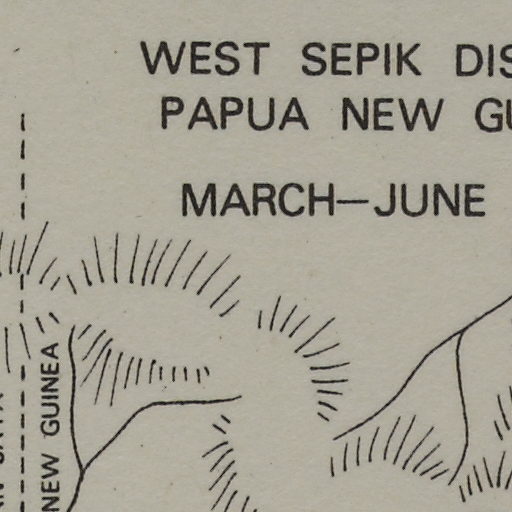 WEST SEPIK
PAPUA NEW
MARCH—JUNE
NEW GUINEA